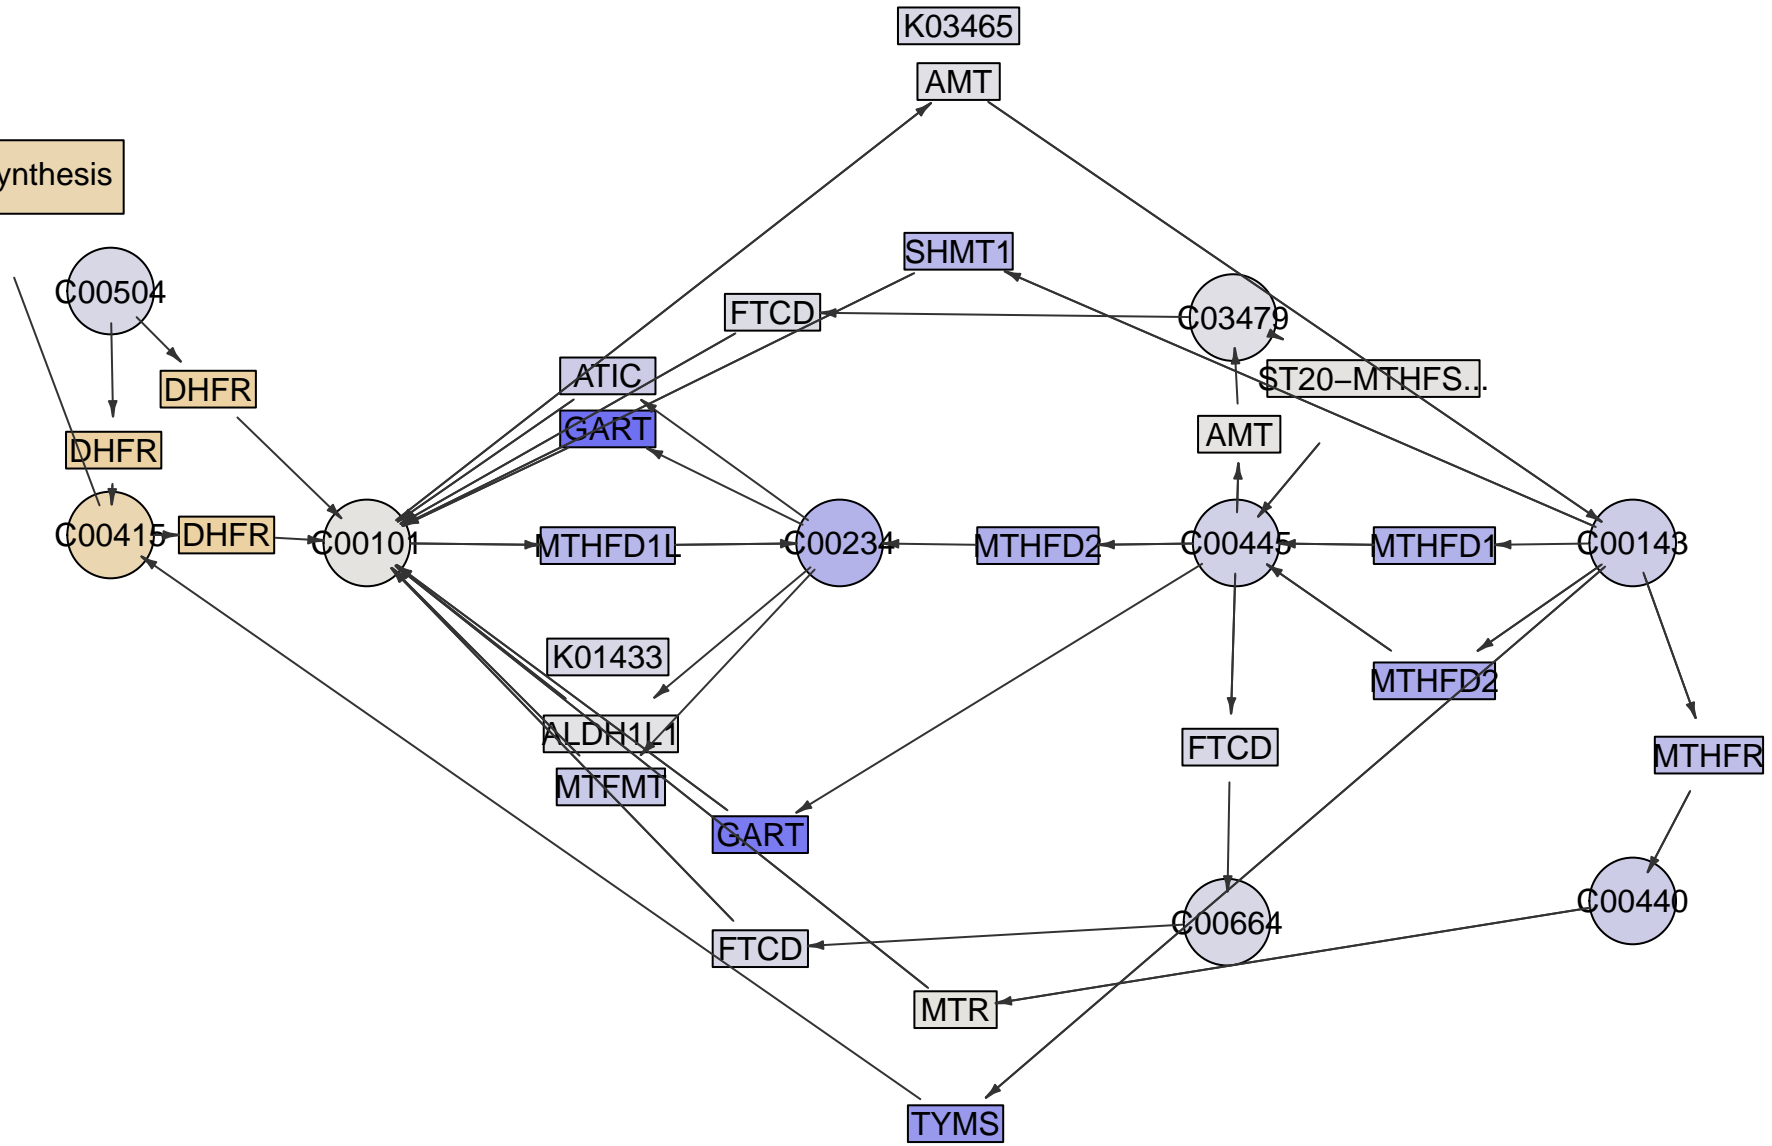 K03465
AMT
ynthesis
SHMT1
C00504
FTCD
C03479
ATIC
ST20−MTHFS...
DHFR
GART
AMT
DHFR
C00415
DHFR
C00101
MTHFD1L
C00234
MTHFD2
C00445
MTHFD1
C00143
K01433
MTHFD2
ALDH1L1
FTCD
MTHFR
MTFMT
GART
C00440
C00664
FTCD
MTR
TYMS